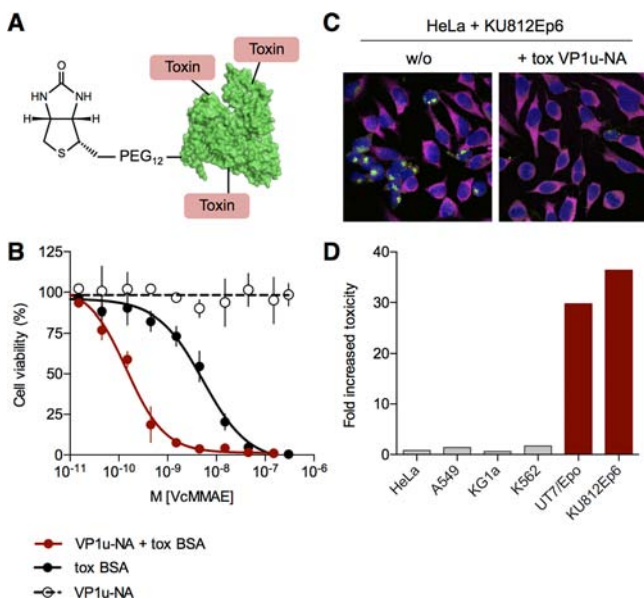 A
Toxin
Toxin
O
HN NH
H H
S
PEG12
Toxin
B
Cell viability (%)
125
100
75
50
25
0
10-11 10-10 10-9 10-8 10-7 10-6
M [VcMMAE]
VP1u-NA + tox BSA
tox BSA
VP1u-NA
C
HeLa + KU812Ep6
w/o + tox VP1u-NA
D
Fold increased toxicity
40
30
20
10
0
HeLa A549 KG1a K562 UT7/Epo KU812Ep6